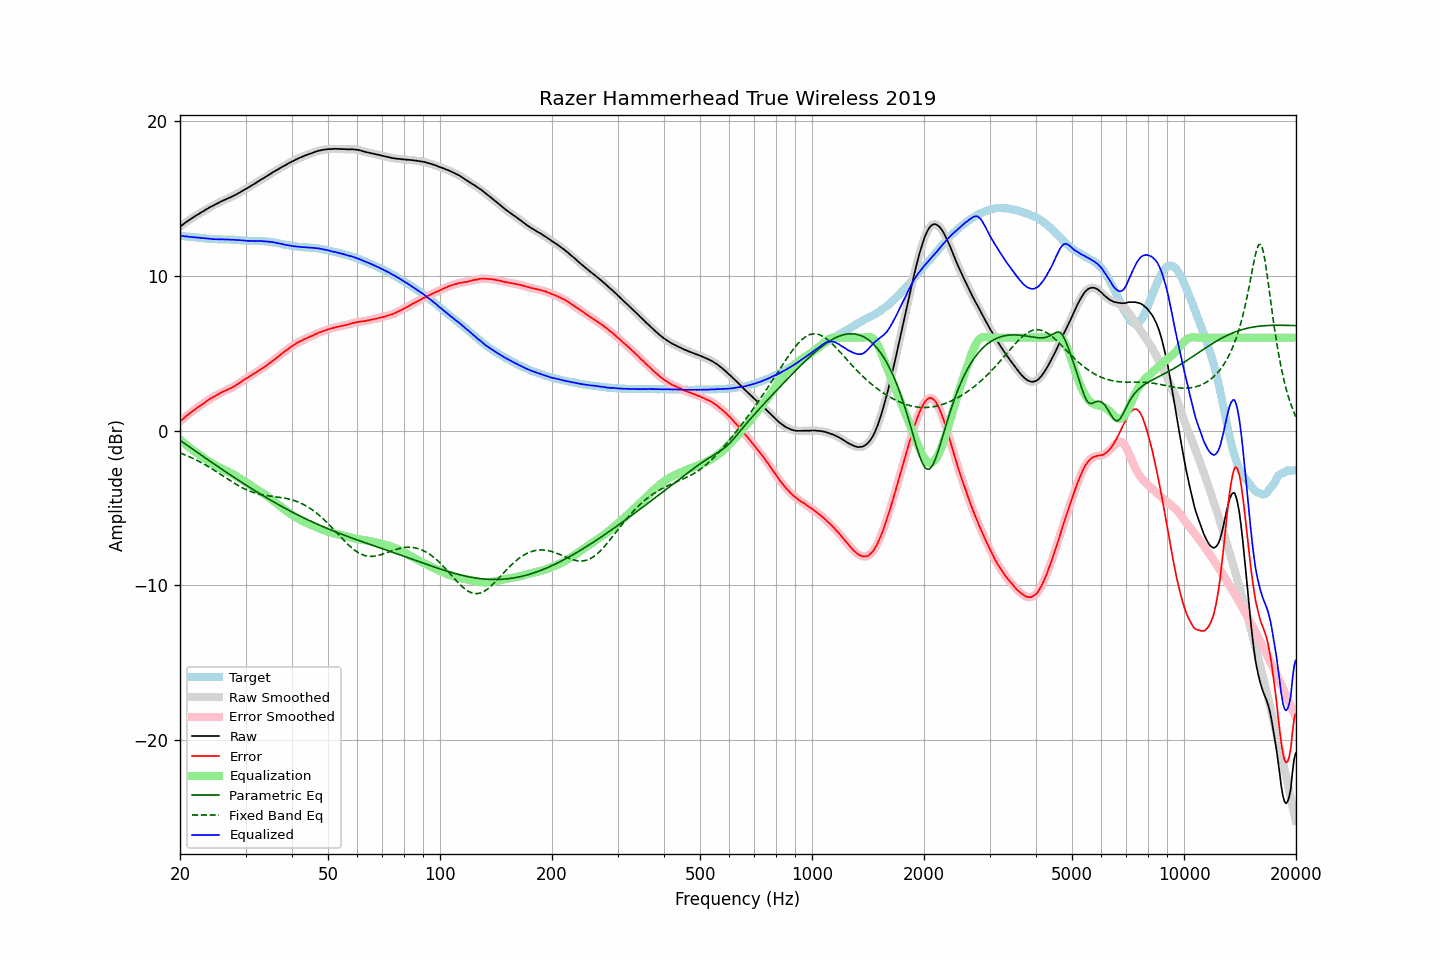 Razer Hammerhead True Wireless 2019
20
10
0
−10
−20
Amplitude (dBr)
Target
Raw Smoothed
Error Smoothed
Raw
Error
Equalization
Parametric Eq
Fixed Band Eq
Equalized
20 50 100 200 500 1000 2000 5000 10000 20000
Frequency (Hz)